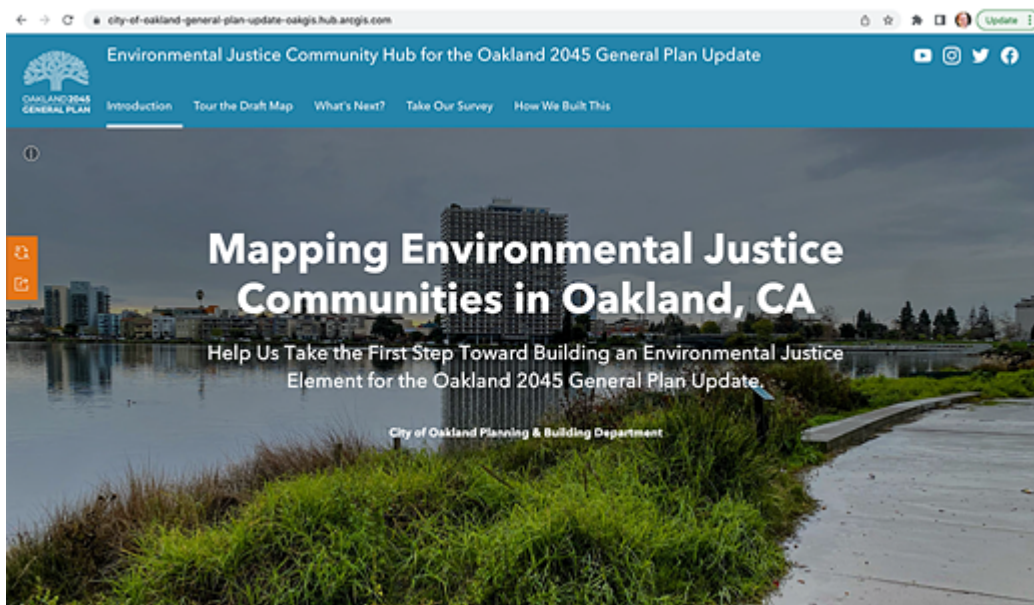 city-of-oakland-general-plan-update-oakgis.hub.arcgis.com
Update
Environmental Justice Community Hub for the Oakland 2045 General Plan Update
OAKLAND2045
GENERAL PLAN
Introduction Tour the Draft Map What's Next? Take Our Survey How We Built This
Mapping Environmental Justice
Communities in Oakland, CA
Help Us Take the First Step Toward Building an Environmental Justice
Element for the Oakland 2045 General Plan Update.
City of Oakland Planning & Building Department